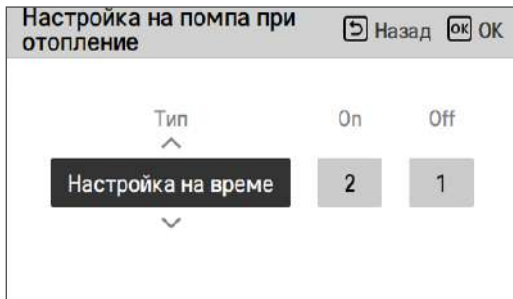 Настройка на помпа при
отопление
Назад OK OK
Тип On Off
Настройка на време 2 1